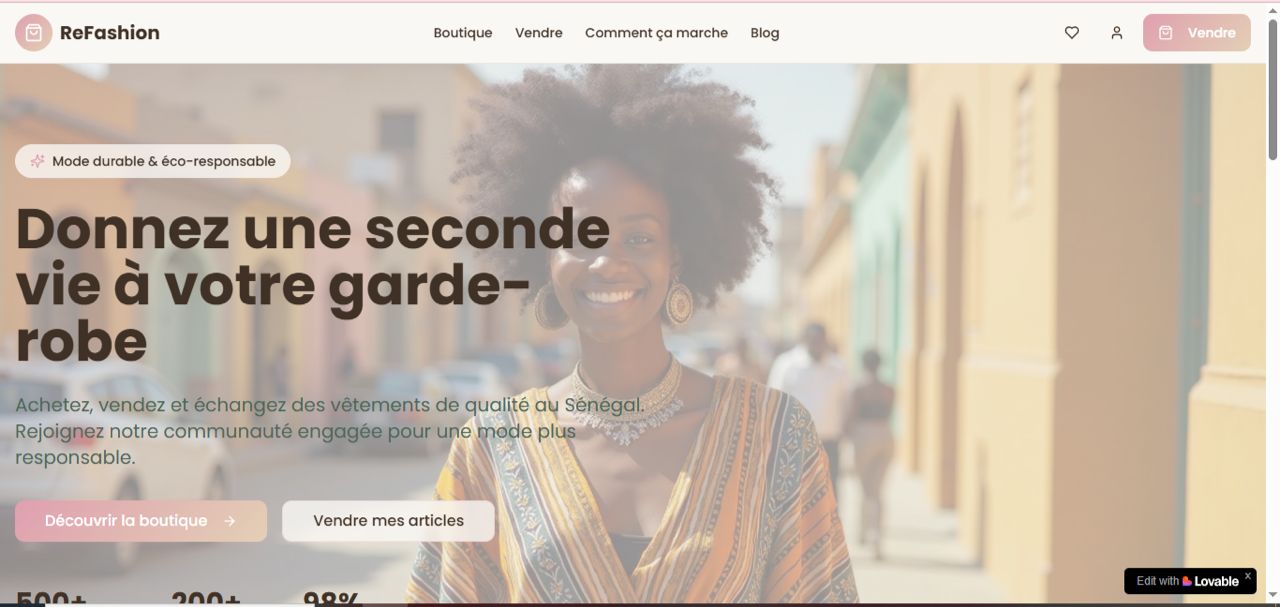 ReFashion
Boutique Vendre Comment ça marche Blog
Vendre
Mode durable & éco-responsable
Donnez une seconde
vie à votre garde-
robe
Achetez, vendez et échangez des vêtements de qualité au Sénégal.
Rejoignez notre communauté engagée pour une mode plus
responsable.
Découvrir la boutique →
Vendre mes articles
500+ 200+ 98%
Edit with Lovable x